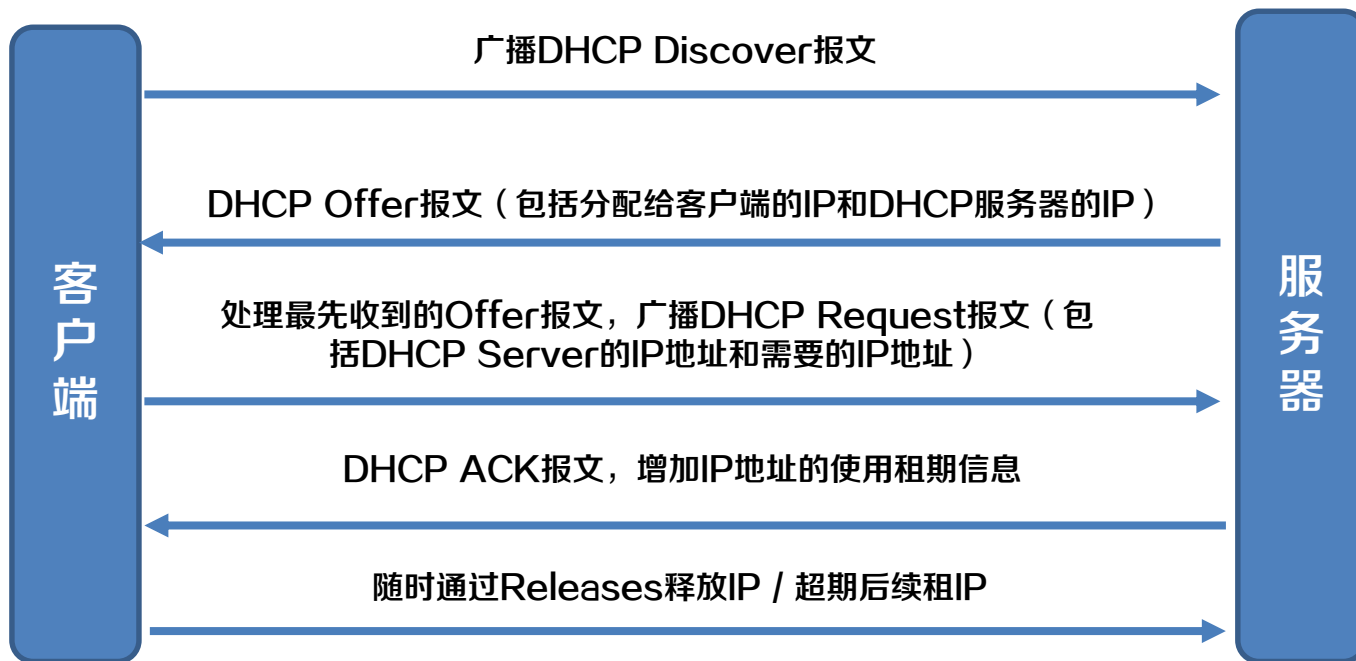 广播DHCP Discover报文
DHCP Offer报文（包括分配给客户端的IP和DHCP服务器的IP）
客户端
服务器
处理最先收到的Offer报文，广播DHCP Request报文（包
括DHCP Server的IP地址和需要的IP地址）
DHCP ACK报文，增加IP地址的使用租期信息
随时通过Releases释放IP / 超期后续租IP